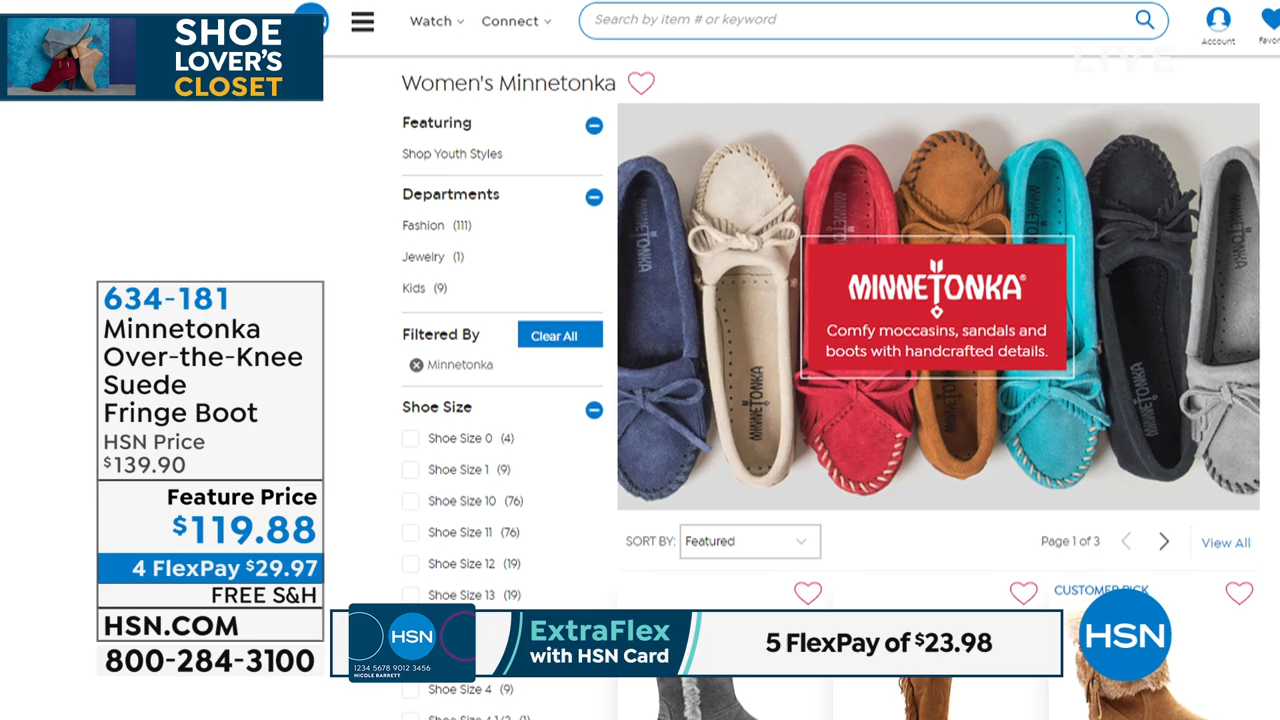 SHOE
LOVER'S
CLOSET
Watch
Connect
Search by item # or keyword
Account
LIVE
Women's Minnetonka
Featuring
Shop Youth Styles
Departments
Fashion (111)
Jewelry (1)
Kids (9)
Filtered By
Clear All
Minnetonka
Shoe Size
Shoe Size 0 (4)
Shoe Size 1 (9)
Shoe Size 10 (76)
Shoe Size 11 (76)
Shoe Size 12 (19)
Shoe Size 13 (19)
Shoe Size 4 (9)
MINNETONKA
MINNETONKA
MINNETONKA®
Comfy moccasins, sandals and
boots with handcrafted details.
MINNETONKA
SORT BY: Featured
Page 1 of 3
View All
CUSTOMER PICK
634-181
Minnetonka
Over-the-Knee
Suede
Fringe Boot
HSN Price
$139.90
Feature Price
$119.88
4 FlexPay $29.97
FREE S&H
HSN.COM
800-284-3100
HSN
1234 5678 9012 3456
NICOLE BARRETT
ExtraFlex
with HSN Card
5 FlexPay of $23.98
HSN